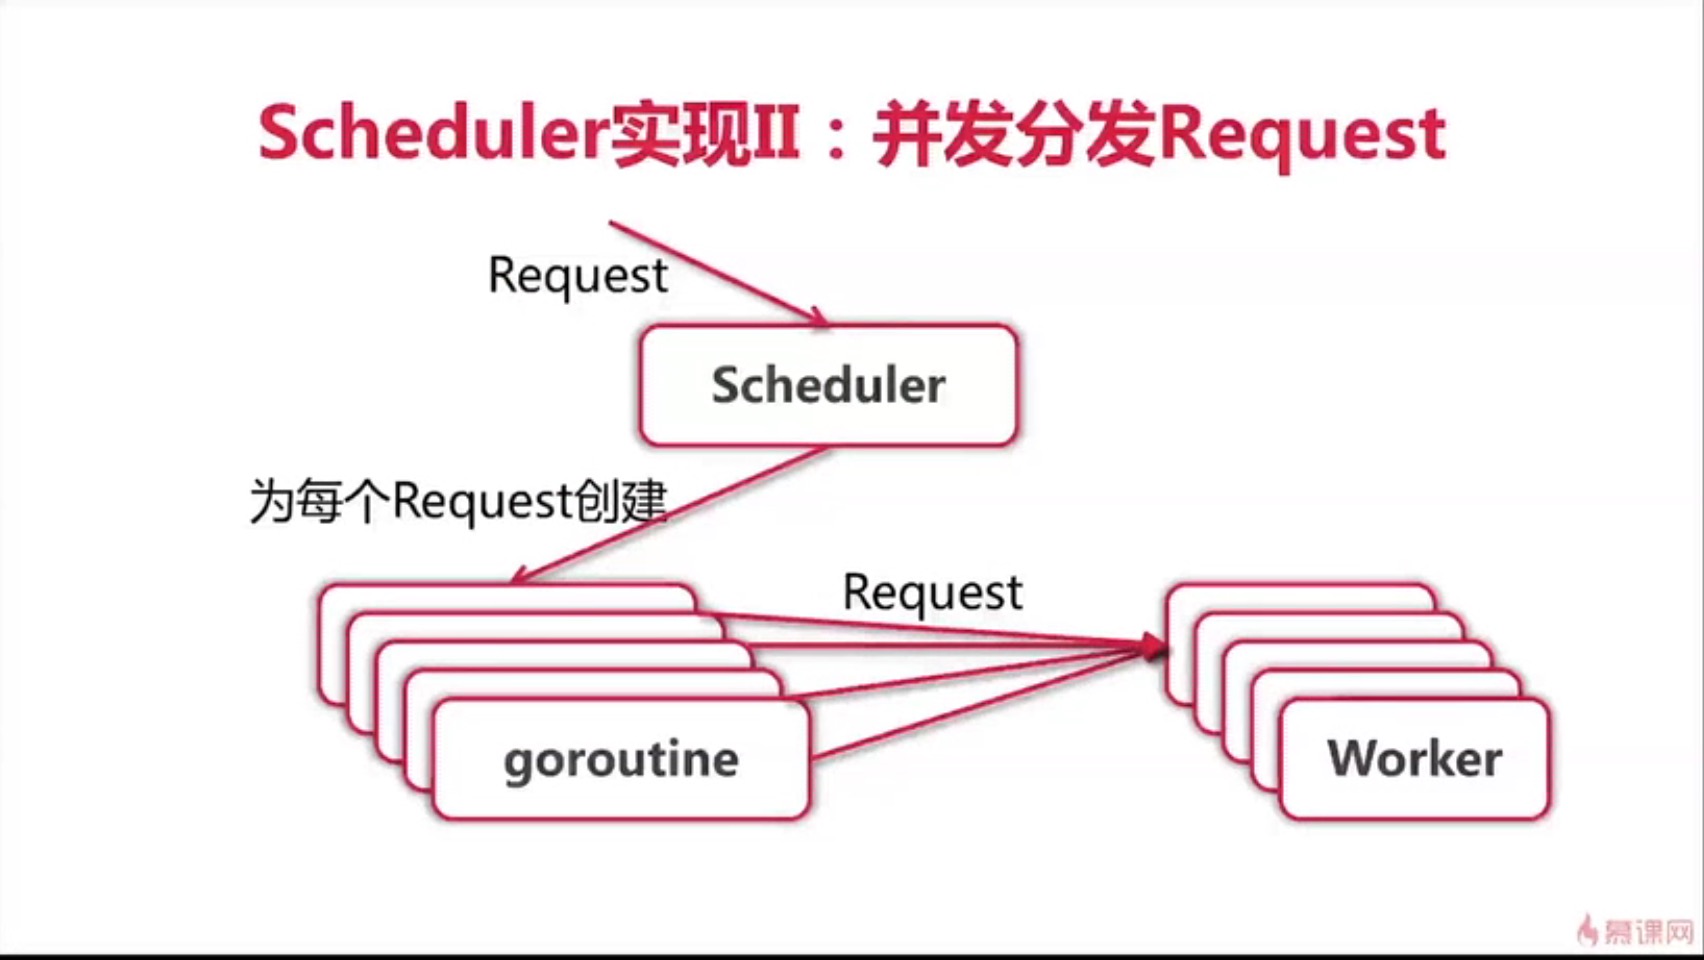 Scheduler实现II：并发分发Request
Request
Scheduler
为每个Request创建
Request
goroutine
Worker
慕课网